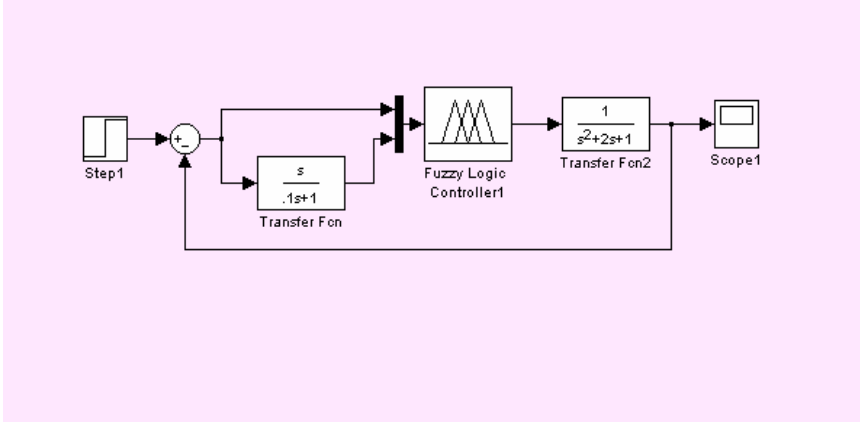 Step1
+
-
s
.1s+1
Transfer Fcn
Fuzzy Logic
Controller1
1
s2+2s+1
Transfer Fcn2
Scope1